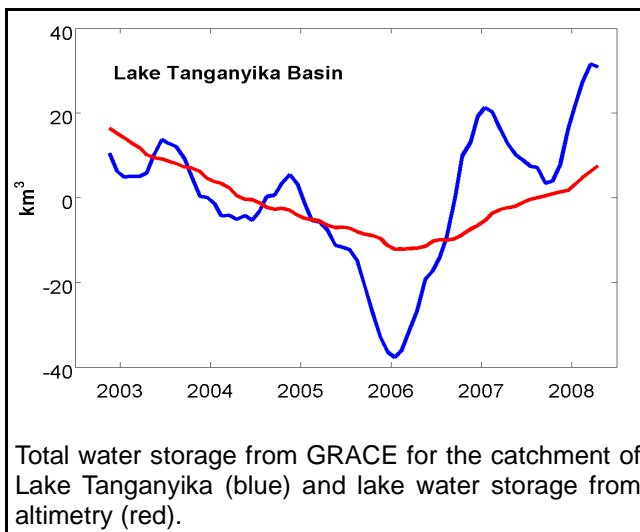 40
Lake Tanganyika Basin
20
0
km3
-20
-40
2003 2004 2005 2006 2007 2008
Total water storage from GRACE for the catchment of
Lake Tanganyika (blue) and lake water storage from
altimetry (red).